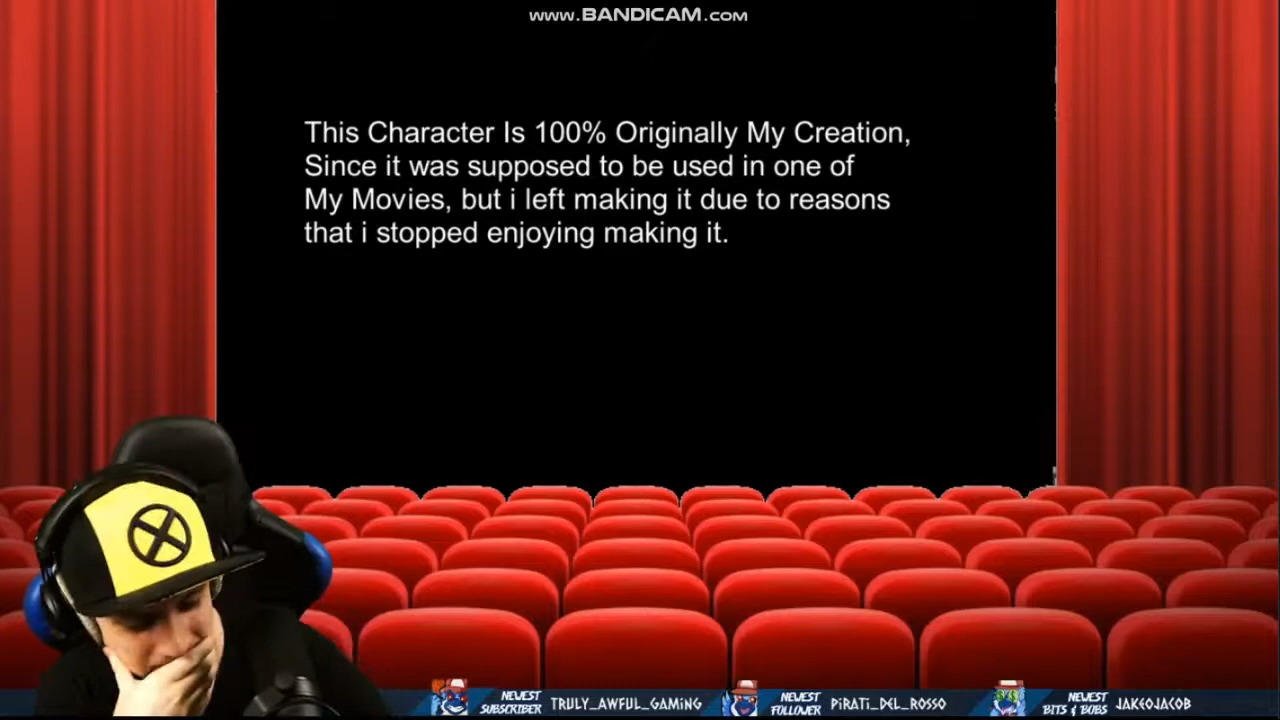 www.BANDICAM.com
This Character Is 100% Originally My Creation,
Since it was supposed to be used in one of
My Movies, but i left making it due to reasons
that i stopped enjoying making it.
NEWEST
SUBSCRIBER
TRULY_AWFUL_GAMING
NEWEST
FOLLOWER
PIRATI_DEL_ROSSO
NEWEST
BITS & BOBS
JAKEOJACOB